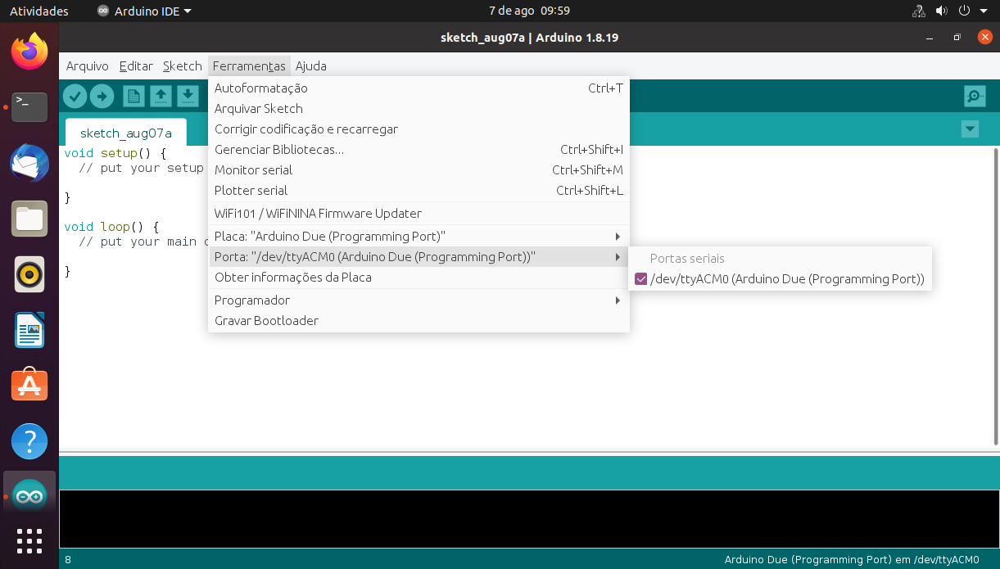 Atividades Arduino IDE 7 de ago 09:59
sketch_aug07a | Arduino 1.8.19
Arquivo Editar Sketch Ferramentas Ajuda
sketch_aug07a
void setup() {
// put your setup
}
void loop() {
// put your main c
}
Autoformatação Ctrl+T
Arquivar Sketch
Corrigir codificação e recarregar
Gerenciar Bibliotecas... Ctrl+Shift+I
Monitor serial Ctrl+Shift+M
Plotter serial Ctrl+Shift+L
WiFi101 / WiFiNINA Firmware Updater
Placa: "Arduino Due (Programming Port)"
Porta: "/dev/ttyACM0 (Arduino Due (Programming Port))"
Obter informações da Placa
Programador
Gravar Bootloader
Portas seriais
/dev/ttyACM0 (Arduino Due (Programming Port))
8 Arduino Due (Programming Port) em /dev/ttyACM0